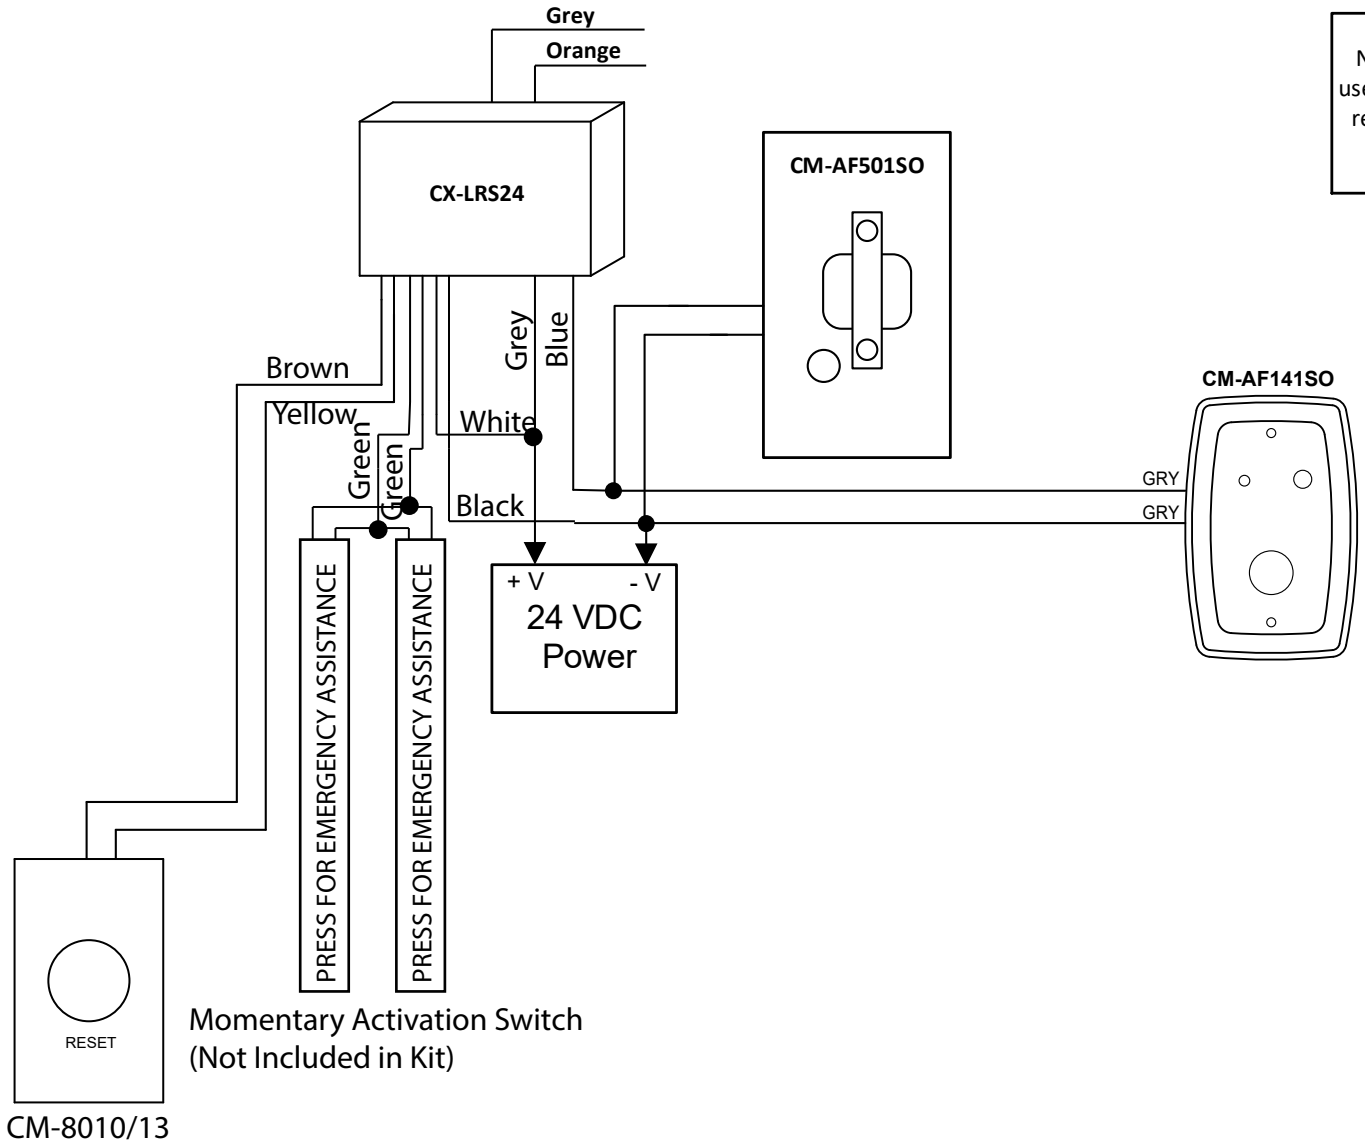 Grey
Orange
CX-LRS24
CM-AF501SO
Grey
Blue
Brown
Yellow
Green
Green
White
Black
CM-AF141SO
GRY
GRY
+ V
- V
24 VDC
Power
PRESS FOR EMERGENCY ASSISTANCE
PRESS FOR EMERGENCY ASSISTANCE
RESET
Momentary Activation Switch
(Not Included in Kit)
CM-8010/13